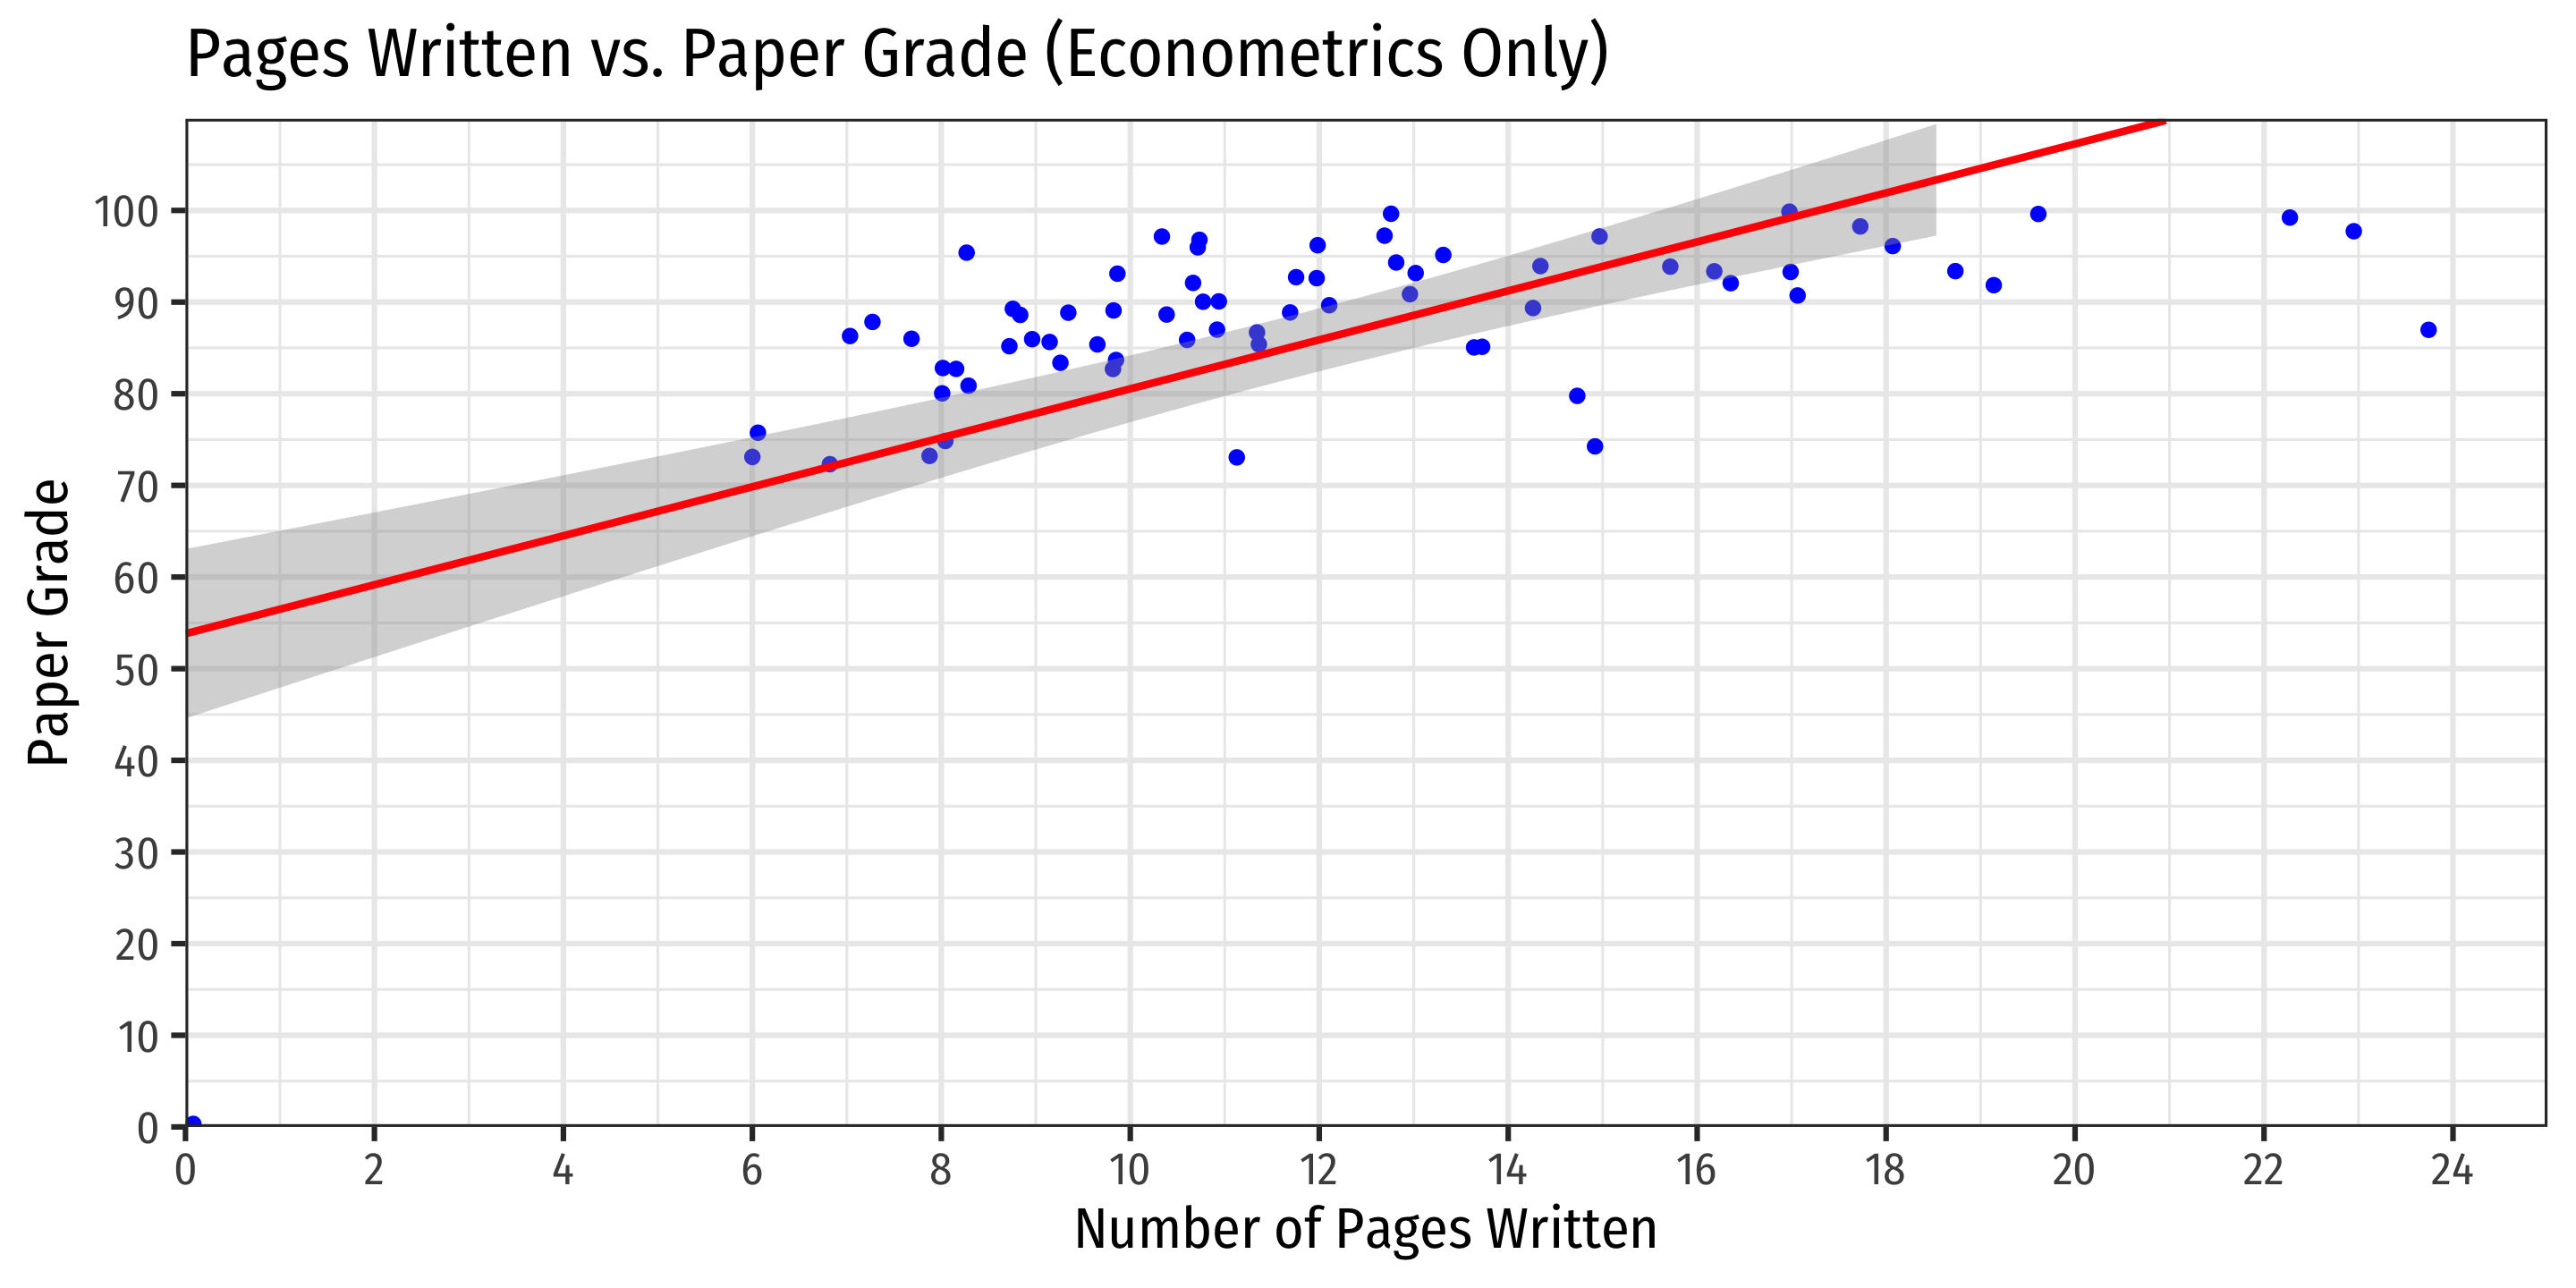 Pages Written vs. Paper Grade (Econometrics Only)
Paper Grade
100
90
80
70
60
50
40
30
20
10
0
0 2 4 6 8 10 12 14 16 18 20 22 24
Number of Pages Written